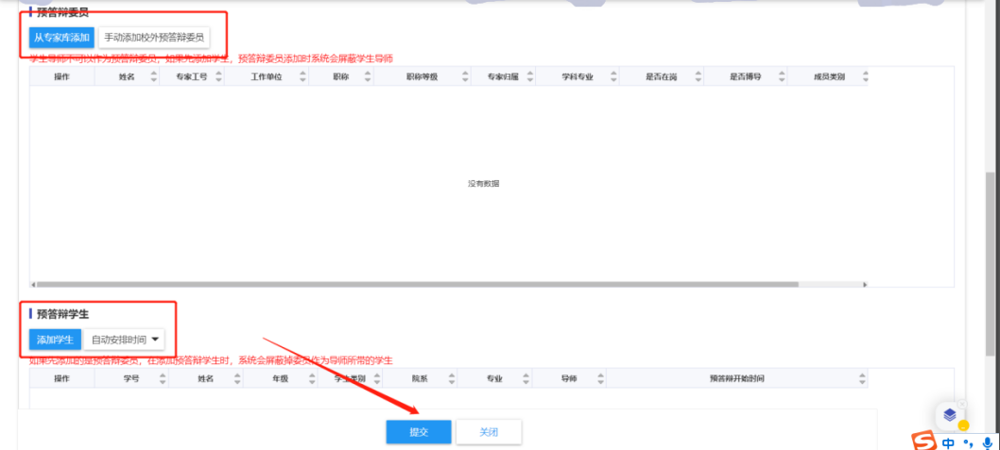 预答辩委员
从专家库添加 手动添加校外预答辩委员
学生导师不可以作为预答辩委员，如果先添加学生，预答辩委员添加时系统会屏蔽学生导师
操作 姓名 专家工号 工作单位 职称 职称等级 专家归属 学科专业 是否在岗 是否博导 成员类别
没有数据
预答辩学生
添加学生 自动安排时间
如果先添加的是预答辩委员，在添加预答辩学生时，系统会屏蔽掉委员作为导师所带的学生
操作 学号 姓名 年级 学生类别 院系 专业 导师 预答辩开始时间
提交 关闭
S 中